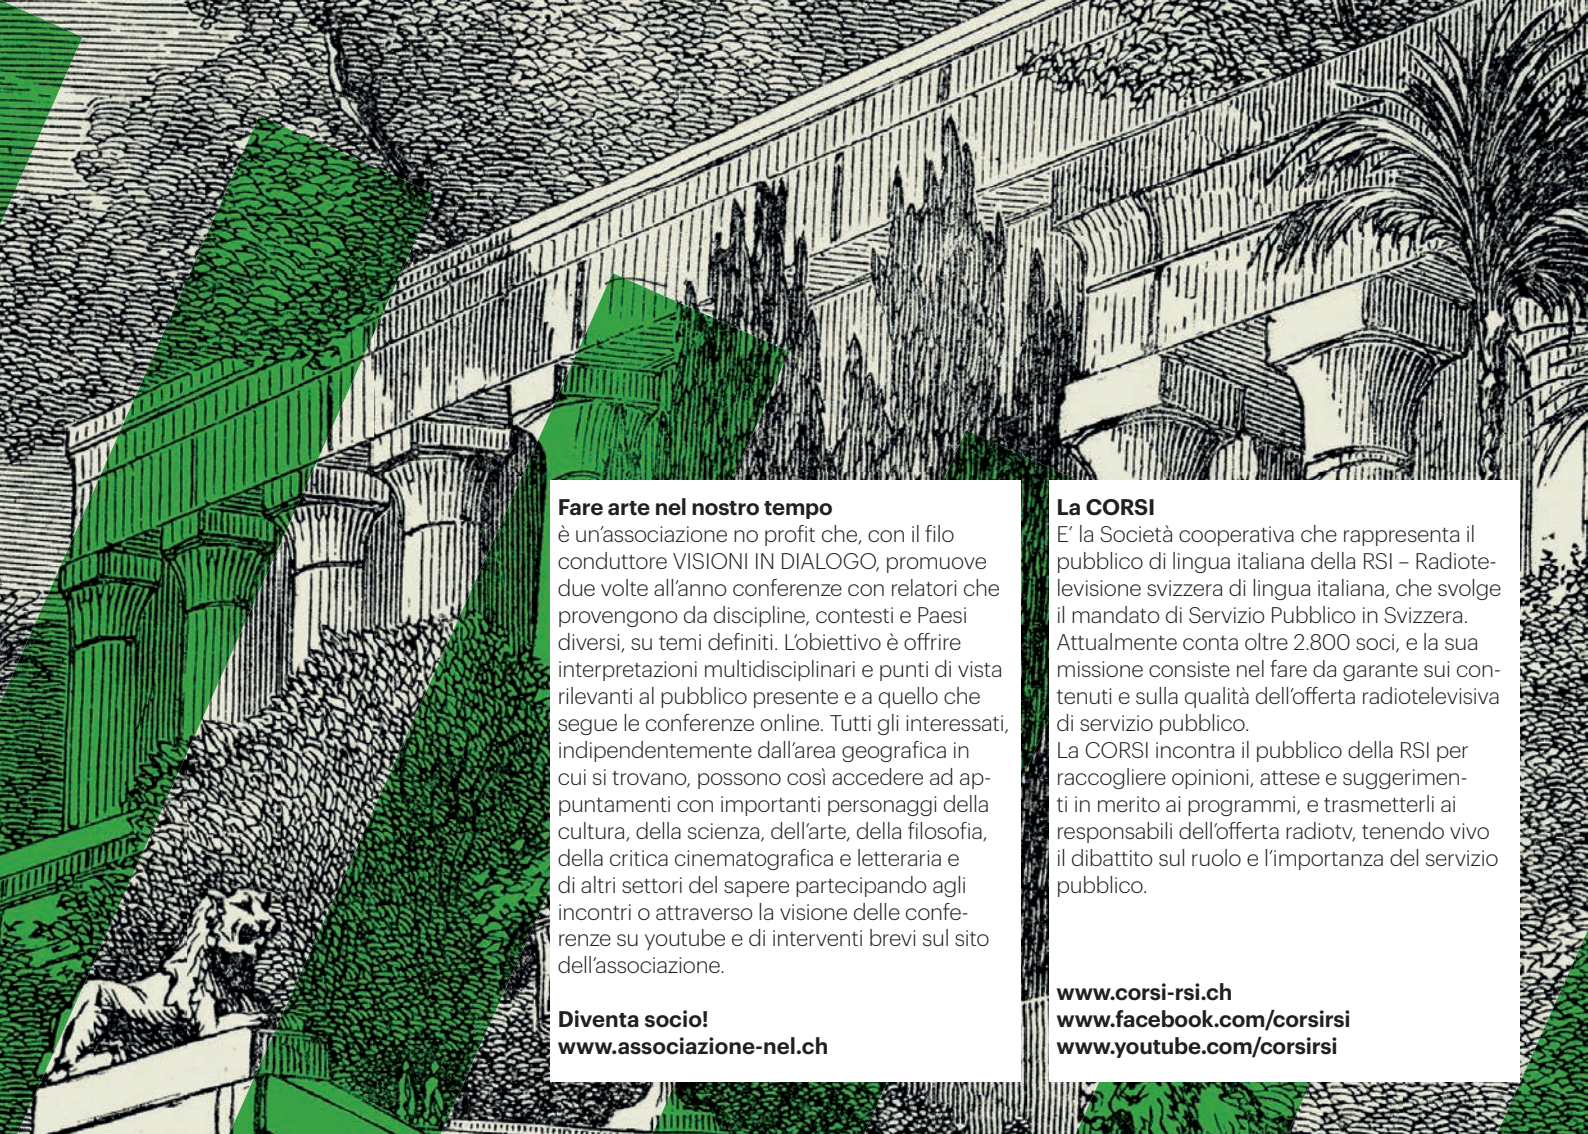 Fare arte nel nostro tempo
è un’associazione no profit che, con il filo
conduttore VISIONI IN DIALOGO, promuove
due volte all’anno conferenze con relatori che
provengono da discipline, contesti e Paesi
diversi, su temi definiti. L’obiettivo è offrire
interpretazioni multidisciplinari e punti di vista
rilevanti al pubblico presente e a quello che
segue le conferenze online. Tutti gli interessati,
indipendentemente dall’area geografica in
cui si trovano, possono così accedere ad ap-
puntamenti con importanti personaggi della
cultura, della scienza, dell’arte, della filosofia,
della critica cinematografica e letteraria e
di altri settori del sapere partecipando agli
incontri o attraverso la visione delle confe-
renze su youtube e di interventi brevi sul sito
dell’associazione.
Diventa socio!
www.associazione-nel.ch
La CORSI
E’ la Società cooperativa che rappresenta il
pubblico di lingua italiana della RSI – Radiote-
levisione svizzera di lingua italiana, che svolge
il mandato di Servizio Pubblico in Svizzera.
Attualmente conta oltre 2.800 soci, e la sua
missione consiste nel fare da garante sui con-
tenuti e sulla qualità dell’offerta radiotelevisiva
di servizio pubblico.
La CORSI incontra il pubblico della RSI per
raccogliere opinioni, attese e suggerimen-
ti in merito ai programmi, e trasmetterli ai
responsabili dell’offerta radiotv, tenendo vivo
il dibattito sul ruolo e l’importanza del servizio
pubblico.
www.corsi-rsi.ch
www.facebook.com/corsirsi
www.youtube.com/corsirsi